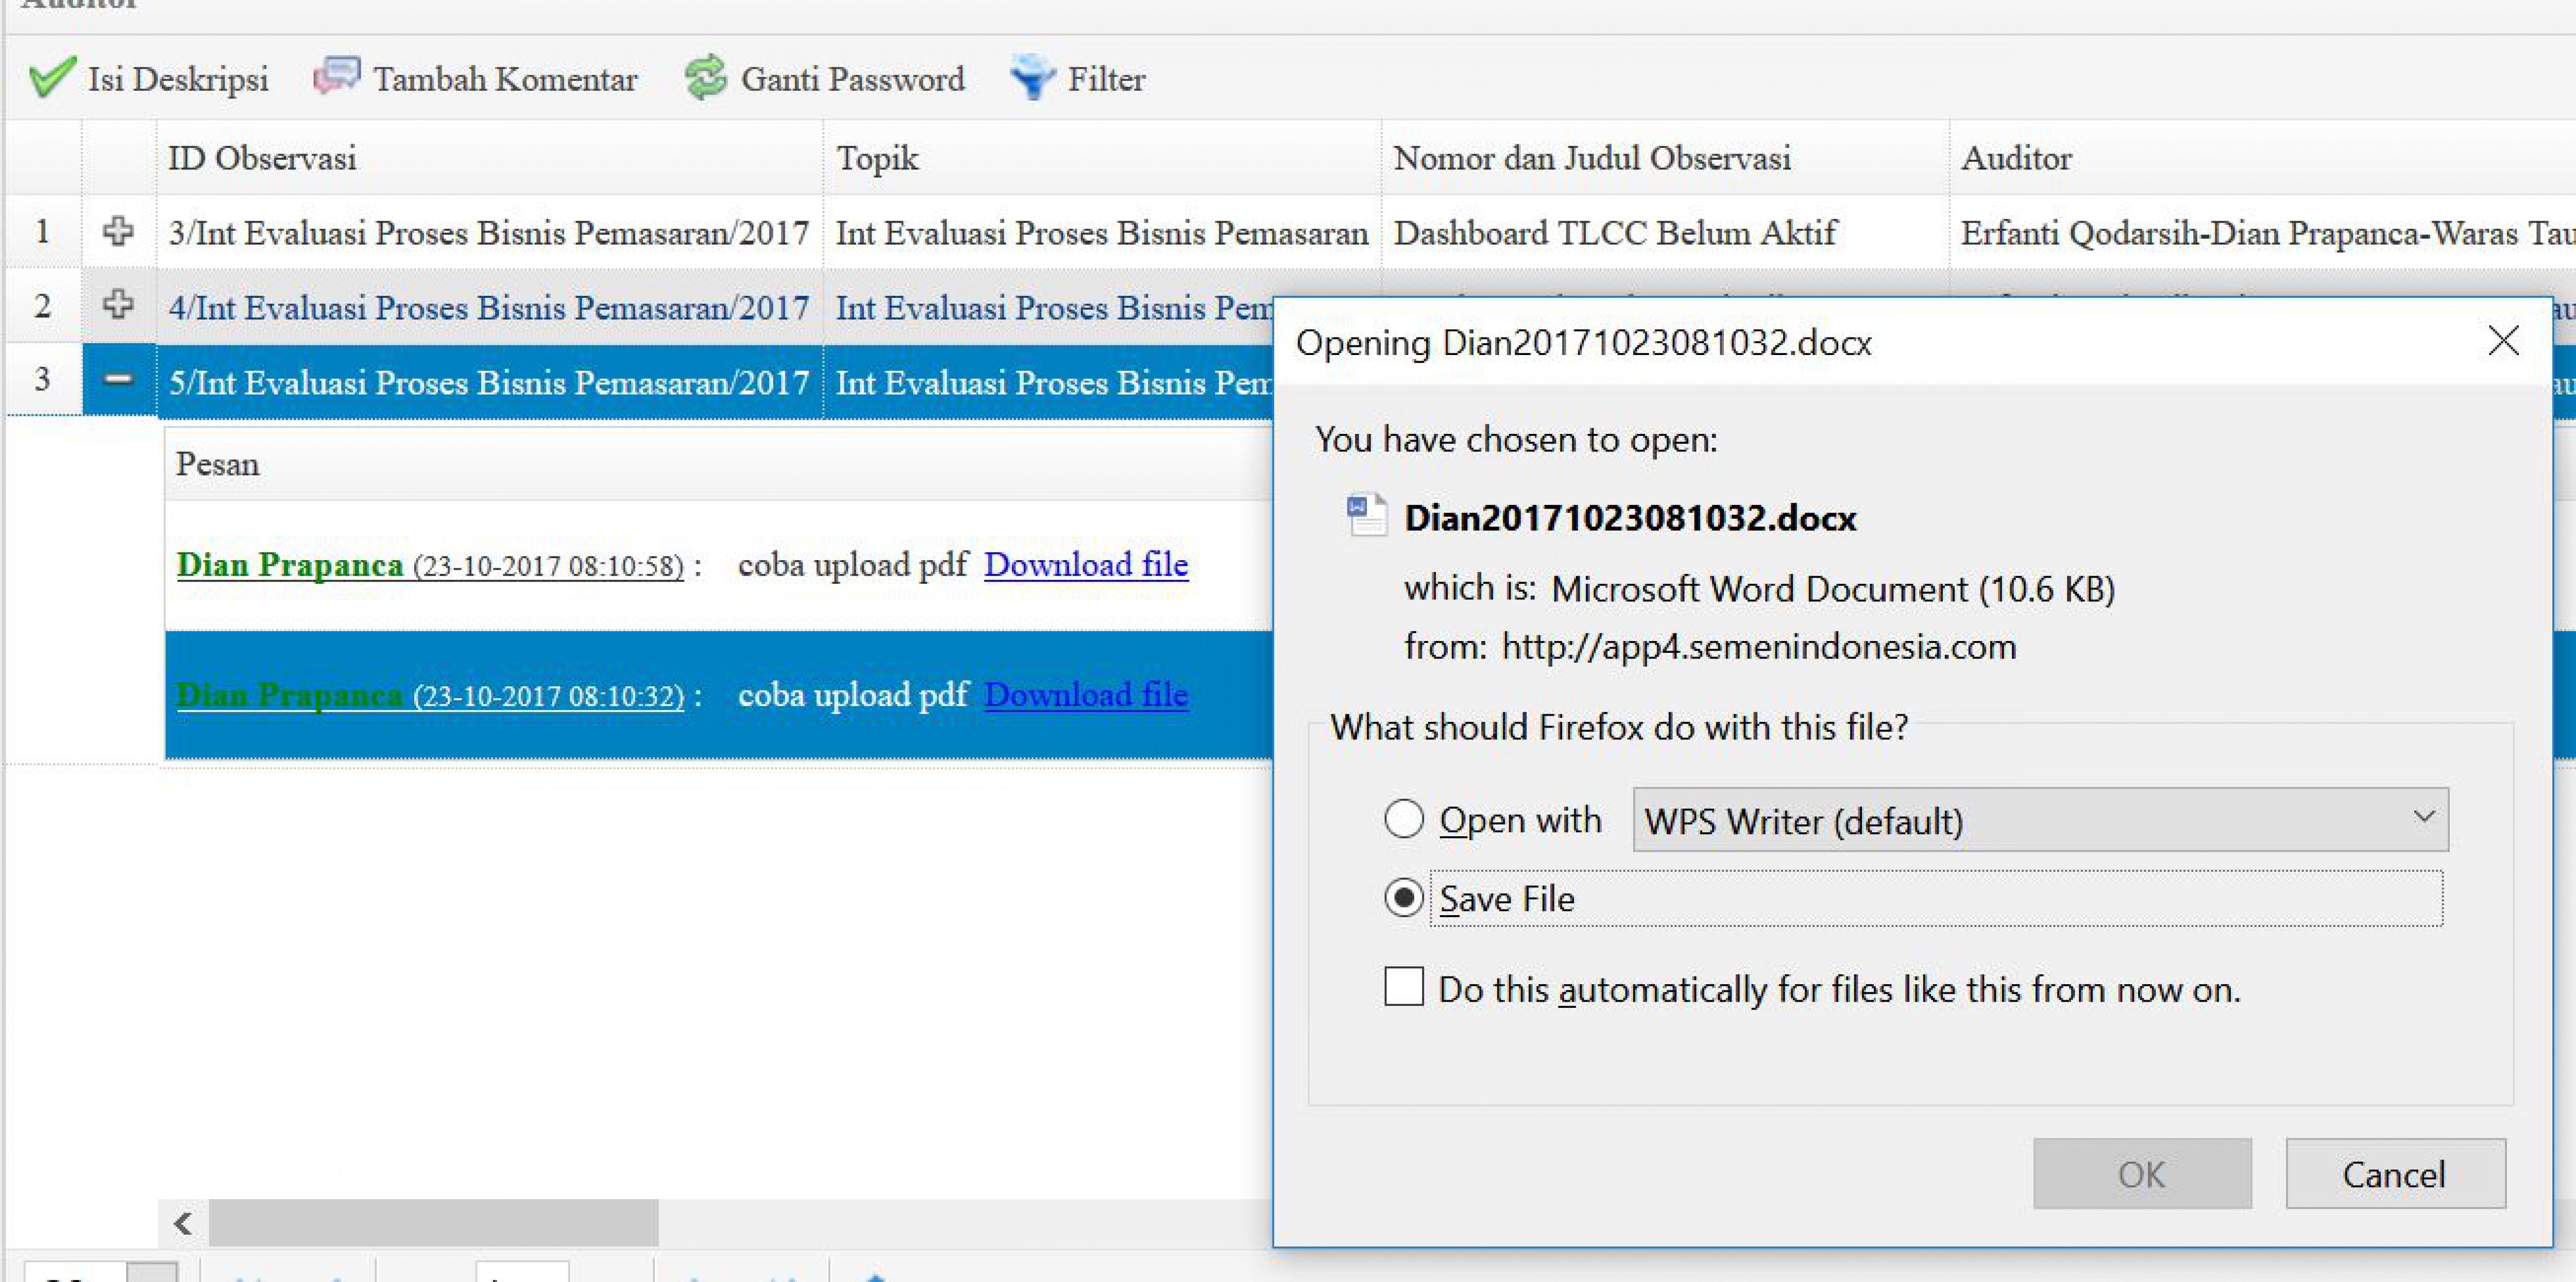 Auditor
Isi Deskripsi Tambah Komentar Ganti Password Filter
ID Observasi Topik Nomor dan Judul Observasi Auditor
1 3/Int Evaluasi Proses Bisnis Pemasaran/2017 Int Evaluasi Proses Bisnis Pemasaran Dashboard TLCC Belum Aktif Erfanti Qodarsih-Dian Prapanca-Waras Tau
2 4/Int Evaluasi Proses Bisnis Pemasaran/2017 Int Evaluasi Proses Bisnis Pem
3 5/Int Evaluasi Proses Bisnis Pemasaran/2017 Int Evaluasi Proses Bisnis Pem
Pesan
Dian Prapanca (23-10-2017 08:10:58) : coba upload pdf Download file
Dian Prapanca (23-10-2017 08:10:32) : coba upload pdf Download file
Opening Dian20171023081032.docx
You have chosen to open:
Dian20171023081032.docx
which is: Microsoft Word Document (10.6 KB)
from: http://app4.semenindonesia.com
What should Firefox do with this file?
Open with WPS Writer (default)
Save File
Do this automatically for files like this from now on.
OK Cancel